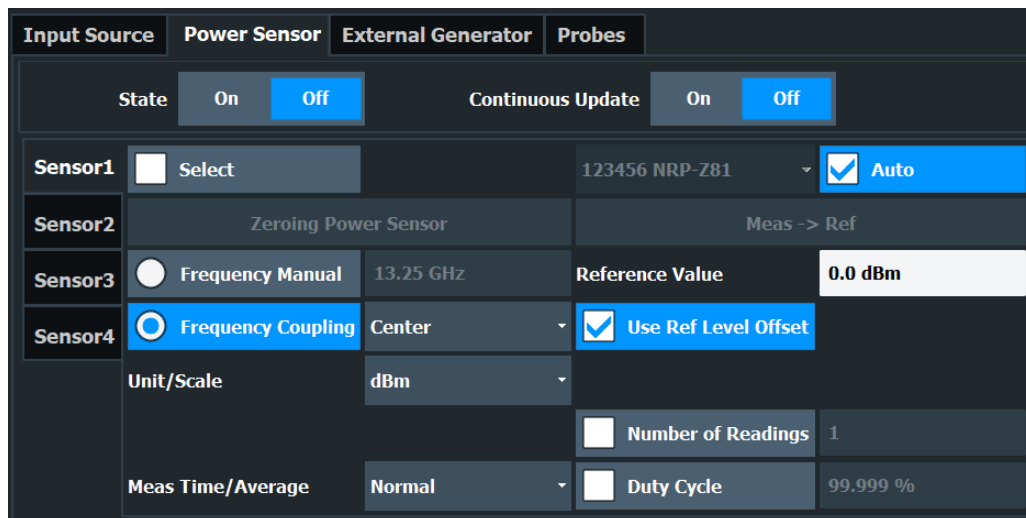 Input Source Power Sensor External Generator Probes
State On Off Continuous Update On Off
Sensor1 Select 123456 NRP-Z81 Auto
Sensor2 Zeroing Power Sensor Meas -> Ref
Sensor3 Frequency Manual 13.25 GHz Reference Value 0.0 dBm
Sensor4 Frequency Coupling Center Use Ref Level Offset
Unit/Scale dBm
Number of Readings 1
Meas Time/Average Normal Duty Cycle 99.999 %